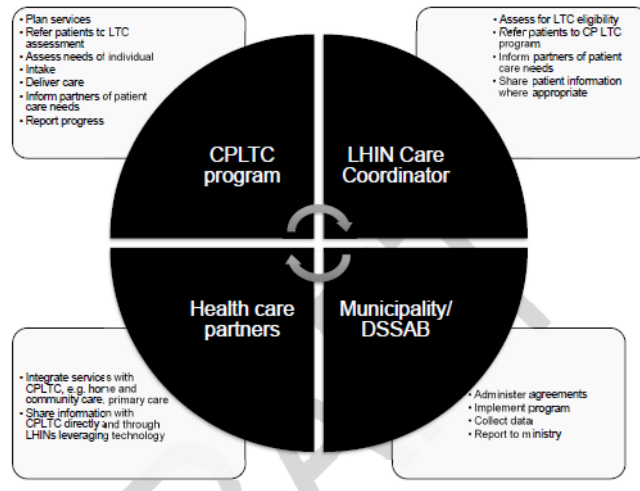 • Plan services
• Refer patients to LTC
assessment
• Assess needs of individual
• Intake
• Deliver care
• Inform partners of patient
care needs
• Report progress
• Assess for LTC eligibility
• Refer patients to CP LTC
program
• Inform partners of patient
care needs
• Share patient information
where appropriate
CPLTC
program
LHIN Care
Coordinator
Health care
partners
Municipality/
DSSAB
• Integrate services with
CPLTC, e.g. home and
community care, primary care
• Share information with
CPLTC directly and through
LHINs leveraging technology
• Administer agreements
• Implement program
• Collect data
• Report to ministry